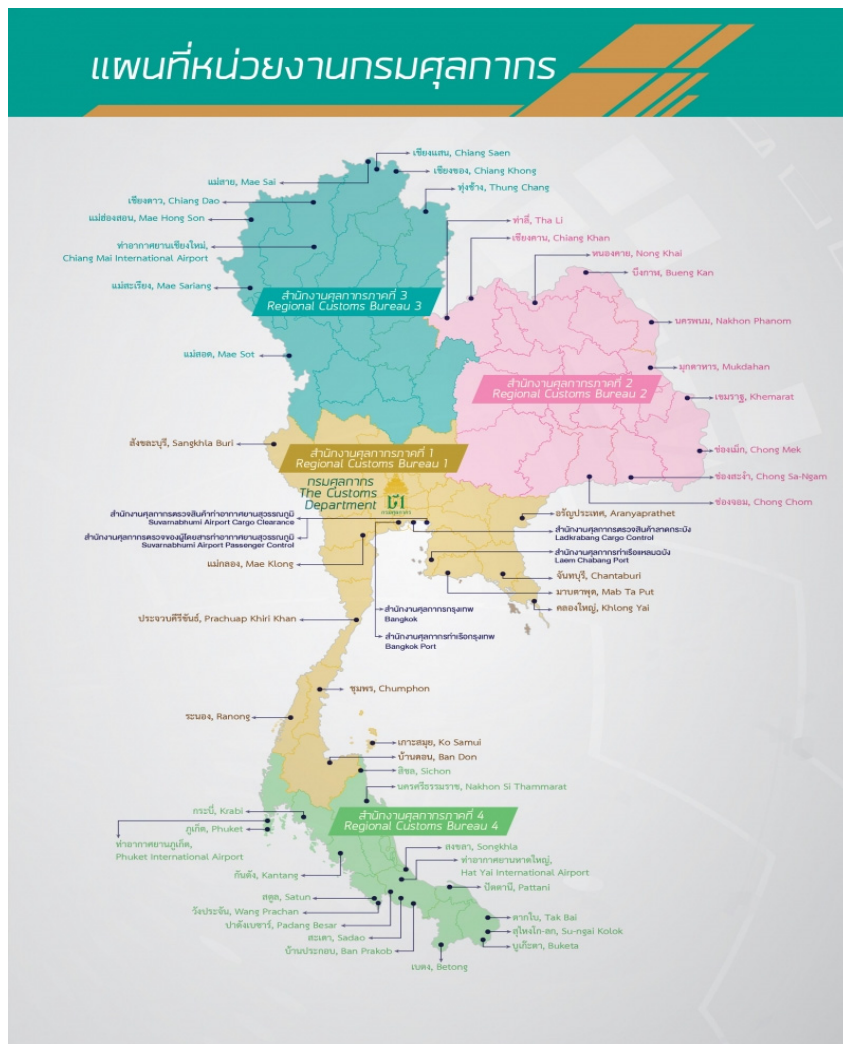 แผนที่หน่วยงานกรมศุลกากร
เชียงแสน, Chiang Saen
เชียงของ, Chiang Khong
แม่สาย, Mae Sai
ทุ่งช้าง, Thung Chang
เชียงดาว, Chiang Dao
แม่ฮ่องสอน, Mae Hong Son
ท่าลี่, Tha Li
เชียงคาน, Chiang Khan
ท่าอากาศยานเชียงใหม่,
Chiang Mai International Airport
หนองคาย, Nong Khai
บึงกาฬ, Bueng Kan
แม่สะเรียง, Mae Sariang
สำนักงานศุลกากรภาคที่ 3
Regional Customs Bureau 3
นครพนม, Nakhon Phanom
แม่สอด, Mae Sot
มุกดาหาร, Mukdahan
สำนักงานศุลกากรภาคที่ 2
Regional Customs Bureau 2
เขมราฐ, Khemarat
สังขละบุรี, Sangkhla Buri
สำนักงานศุลกากรภาคที่ 1
Regional Customs Bureau 1
ช่องเม็ก, Chong Mek
ช่องสะงำ, Chong Sa-Ngam
กรมศุลกากร
The Customs
Department
ช่องจอม, Chong Chom
สำนักงานศุลกากรตรวจสินค้าท่าอากาศยานสุวรรณภูมิ
Suvarnabhumi Airport Cargo Clearance
อรัญประเทศ, Aranyaprathet
สำนักงานศุลกากรตรวจสินค้าลาดกระบัง
Ladkrabang Cargo Control
สำนักงานศุลกากรตรวจของผู้โดยสารท่าอากาศยานสุวรรณภูมิ
Suvarnabhumi Airport Passenger Control
สำนักงานศุลกากรท่าเรือแหลมฉบัง
Laem Chabang Port
แม่กลอง, Mae Klong
จันทบุรี, Chantaburi
มาบตาพุด, Mab Ta Put
คลองใหญ่, Khlong Yai
สำนักงานศุลกากรกรุงเทพ
Bangkok
ประจวบคีรีขันธ์, Prachuap Khiri Khan
สำนักงานศุลกากรท่าเรือกรุงเทพ
Bangkok Port
ชุมพร, Chumphon
ระนอง, Ranong
เกาะสมุย, Ko Samui
บ้านดอน, Ban Don
สิชล, Sichon
นครศรีธรรมราช, Nakhon Si Thammarat
กระบี่, Krabi
สำนักงานศุลกากรภาคที่ 4
Regional Customs Bureau 4
ภูเก็ต, Phuket
ท่าอากาศยานภูเก็ต,
Phuket International Airport
สงขลา, Songkhla
ท่าอากาศยานหาดใหญ่,
Hat Yai International Airport
กันตัง, Kantang
ปัตตานี, Pattani
สตูล, Satun
วังประจัน, Wang Prachan
ปาดังเบซาร์, Padang Besar
สะเดา, Sadao
บ้านประกอบ, Ban Prakob
ตากใบ, Tak Bai
สุไหงโก-ลก, Su-ngai Kolok
บูเก๊ะตา, Buketa
เบตง, Betong